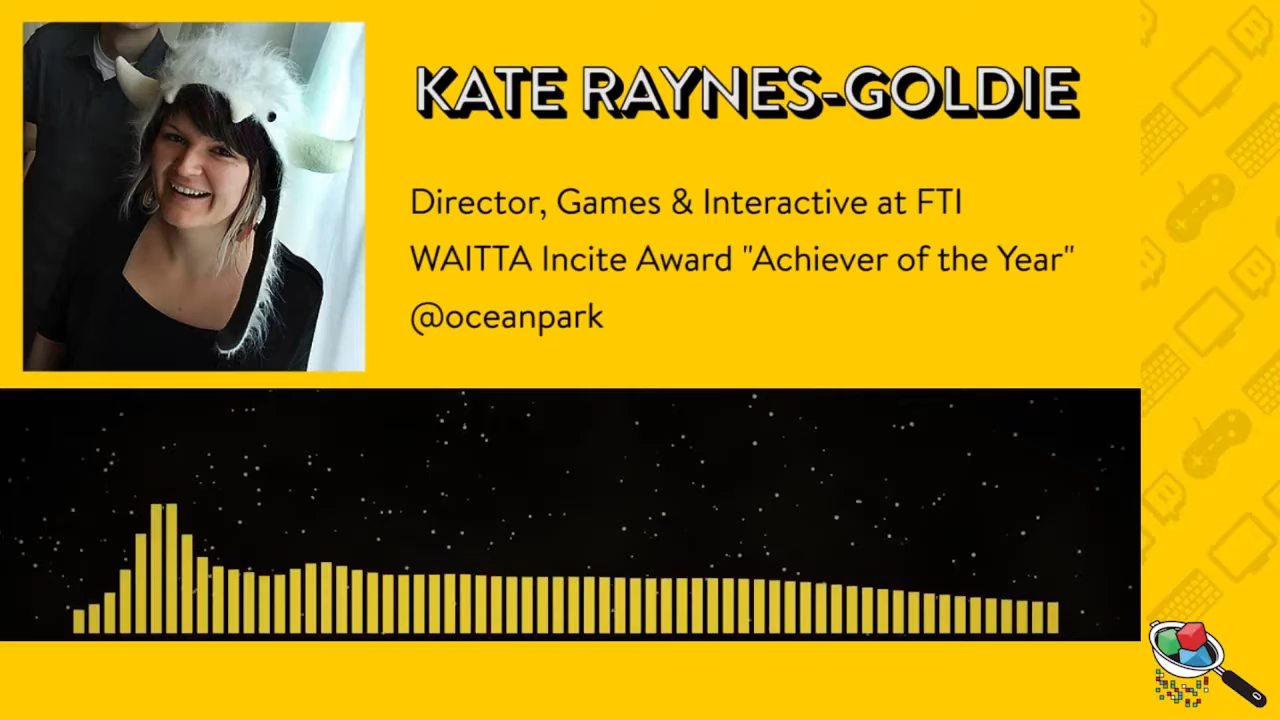 KATE RAYNES-GOLDIE
Director, Games & Interactive at FTI
WAITTA Incite Award "Achiever of the Year"
@oceanpark